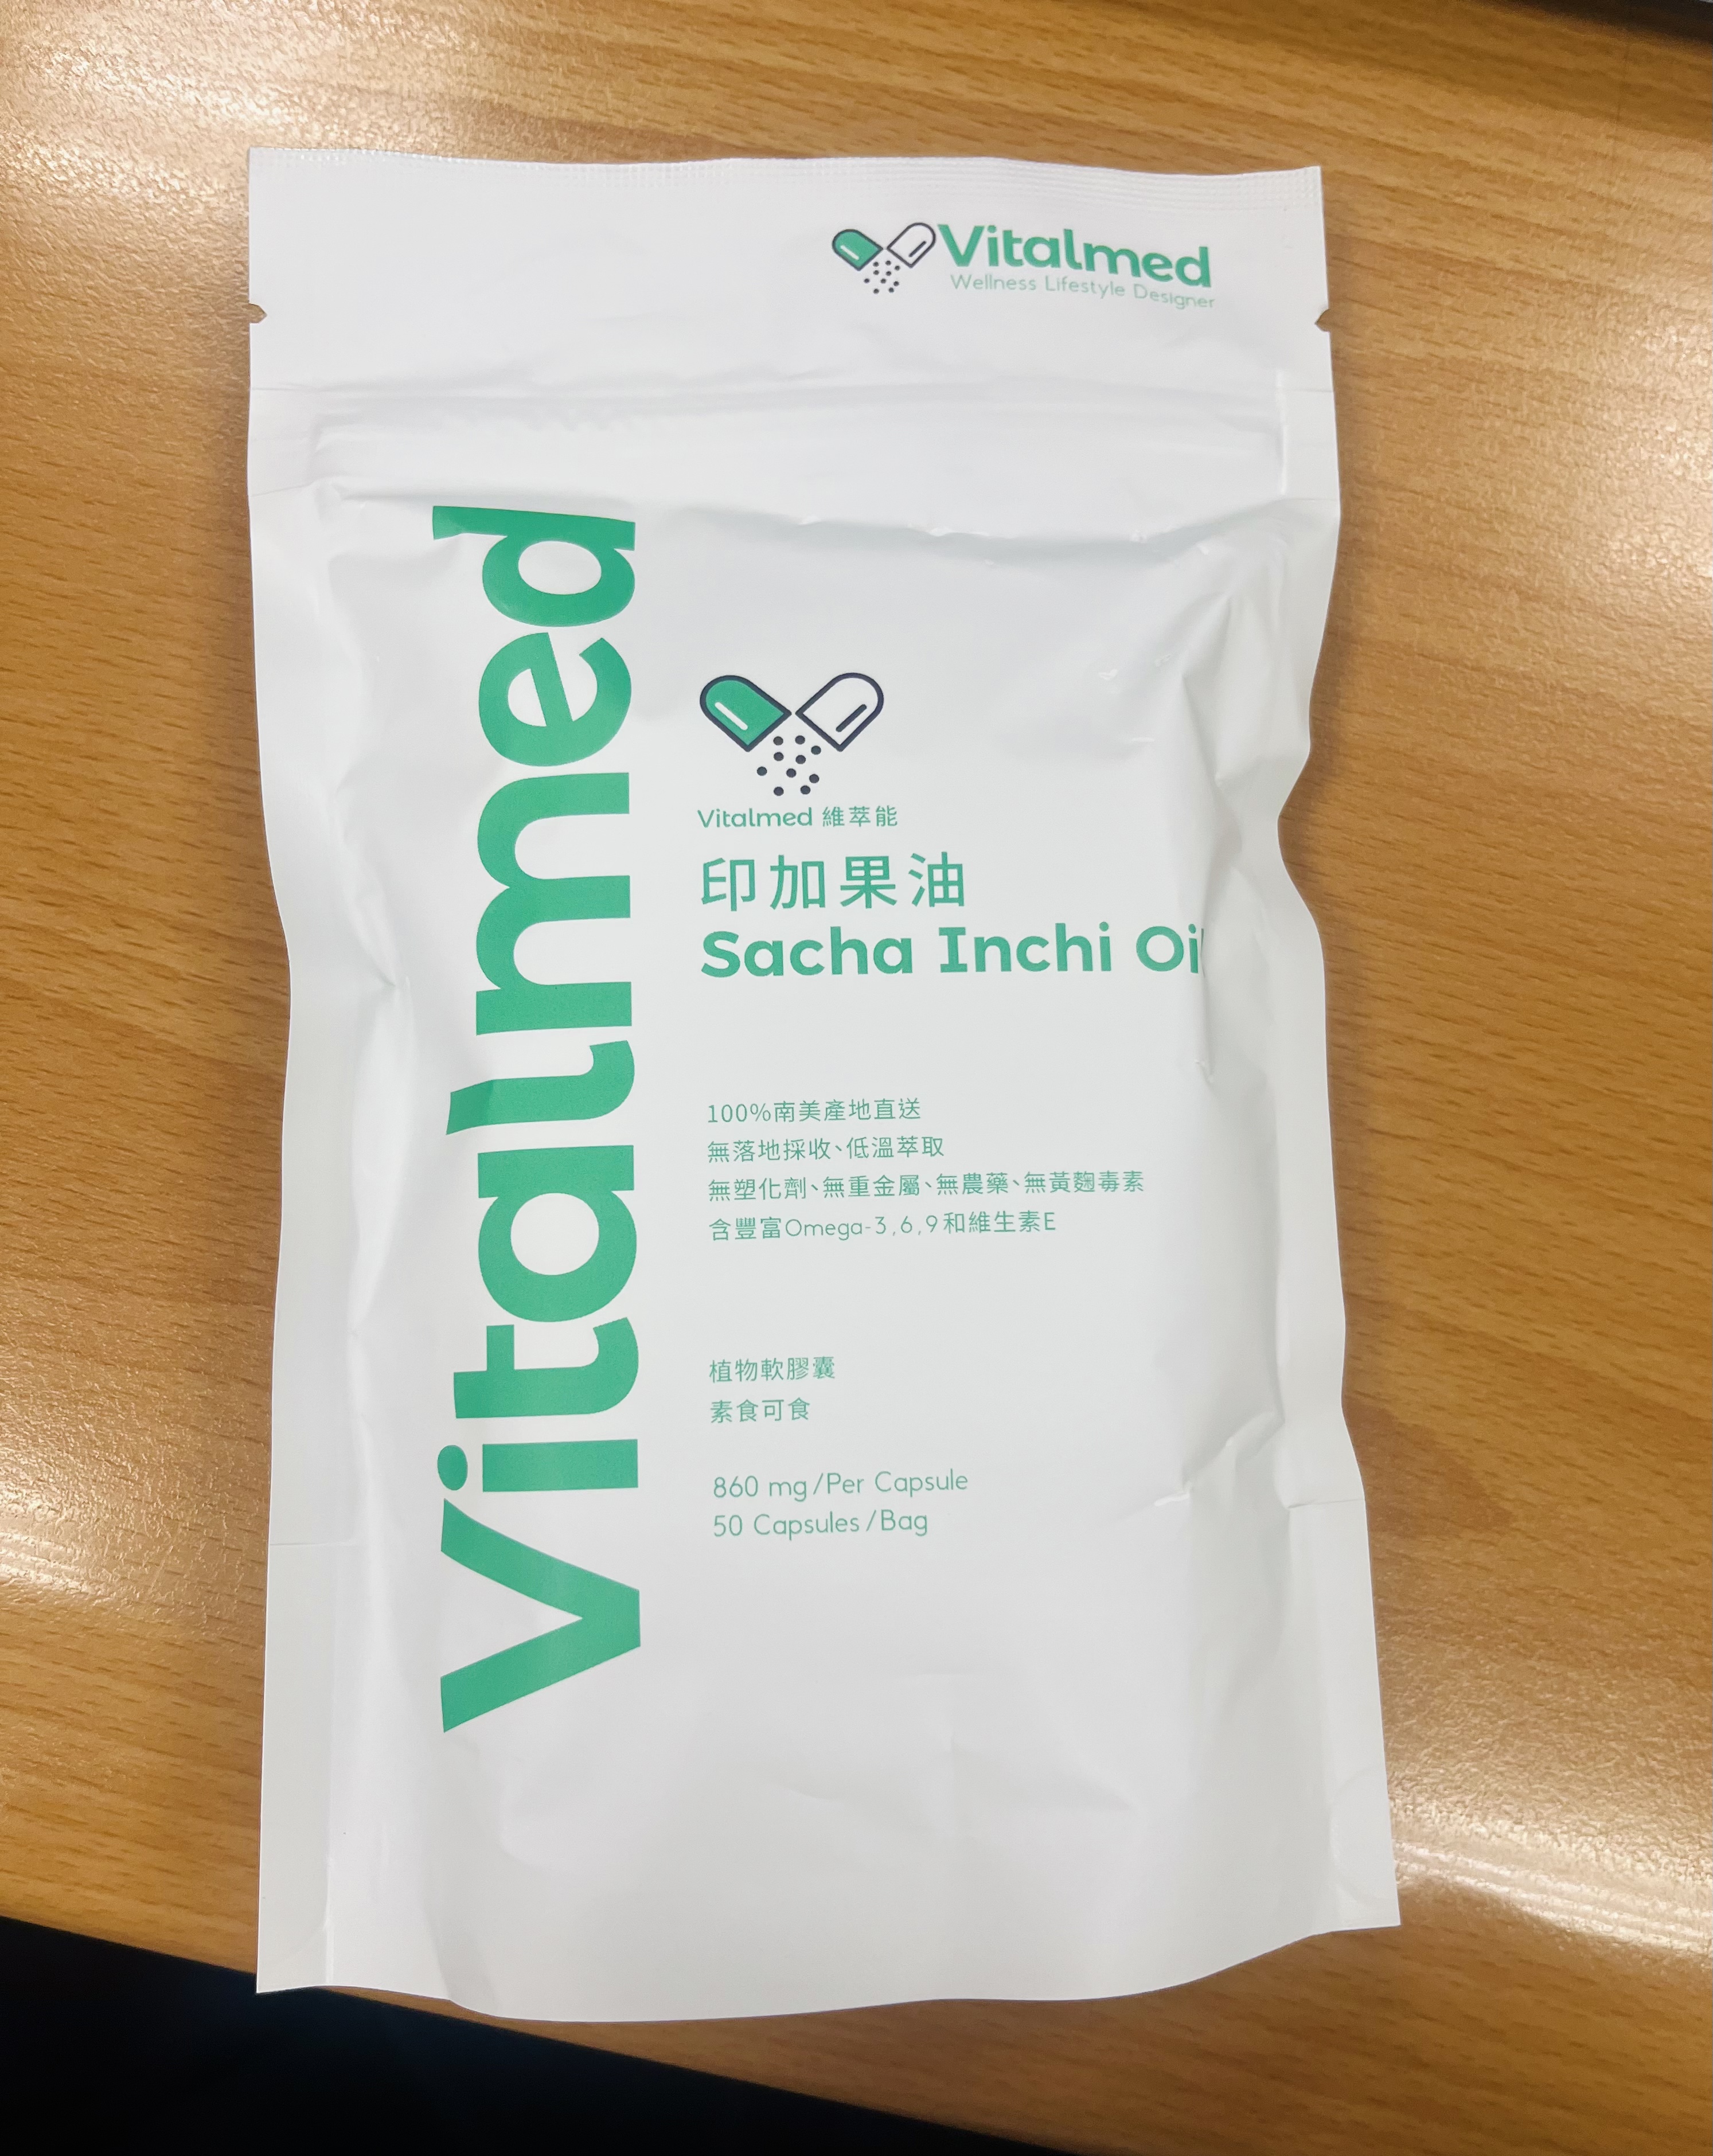 Vitalmed
Wellness Lifestyle Designer
Vitalmed
Vitalmed 維萃能
印加果油
Sacha Inchi Oil
100%南美產地直送
無落地採收、低溫萃取
無塑化劑、無重金屬、無農藥、無黃麴毒素
含豐富Omega-3,6,9和維生素E
植物軟膠囊
素食可食
860 mg/Per Capsule
50 Capsules/Bag